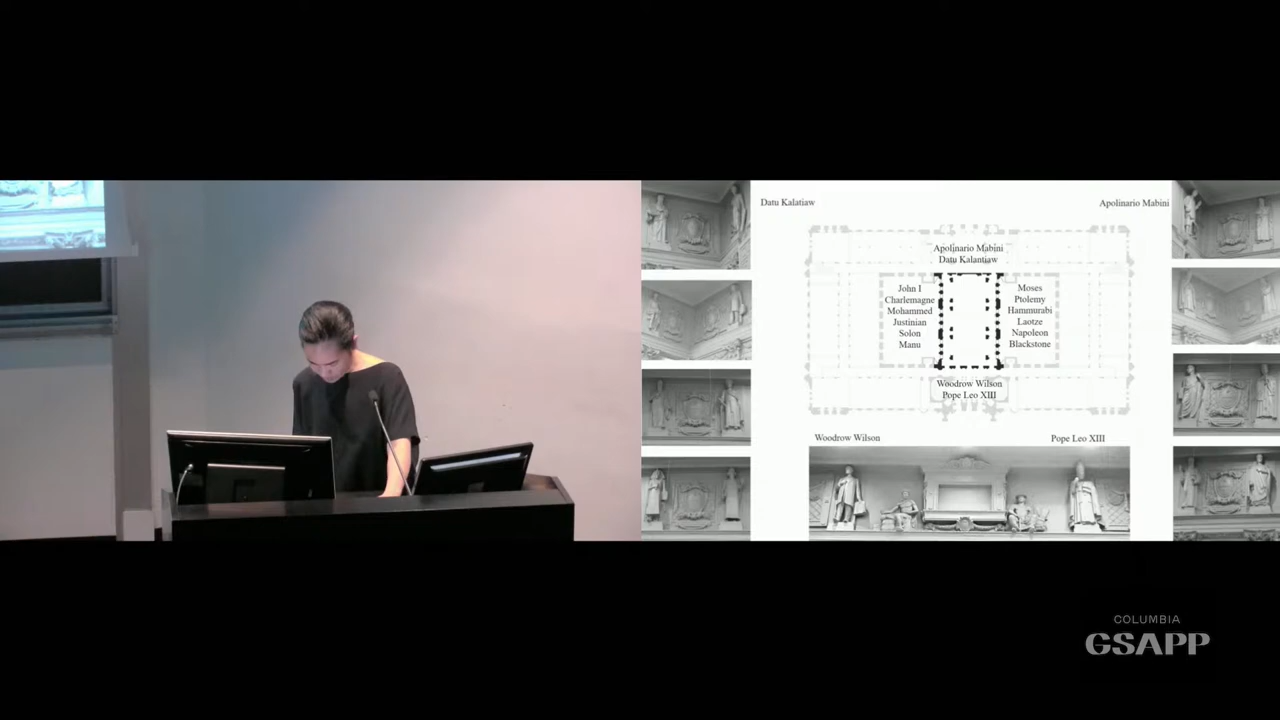 Datu Kalatiaw
Apolinario Mabini
Apolinario Mabini
Datu Kalantiaw
John I
Charlemagne
Mohammed
Justinian
Solon
Manu
Moses
Ptolemy
Hammurabi
Laotze
Napoleon
Blackstone
Woodrow Wilson
Pope Leo XIII
Woodrow Wilson
Pope Leo XIII
COLUMBIA
GSAPP